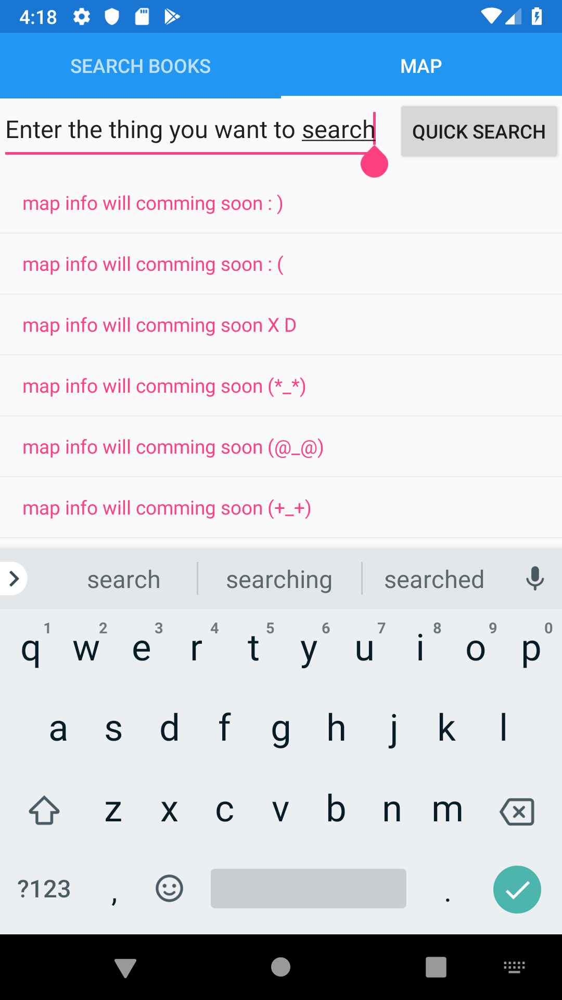 4:18
SEARCH BOOKS MAP
Enter the thing you want to search QUICK SEARCH
map info will comming soon : )
map info will comming soon : (
map info will comming soon X D
map info will comming soon (*_*)
map info will comming soon (@_@)
map info will comming soon (+_+)
search searching searched
1 2 3 4 5 6 7 8 9 0
q w e r t y u i o p
a s d f g h j k l
z x c v b n m
?123 , .